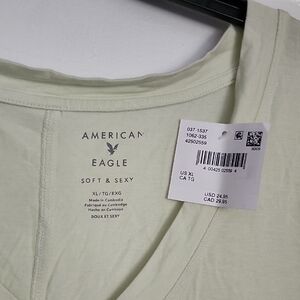 AMERICAN
EAGLE
SOFT & SEXY
XL / TG / EXG
Made in Cambodia
Fabriqué au Cambodge
Hecho en Camboya
DOUX ET SEXY
037-1537
1062-335
42502559
US XL
CA TG
USD 24.95
CAD 29.95